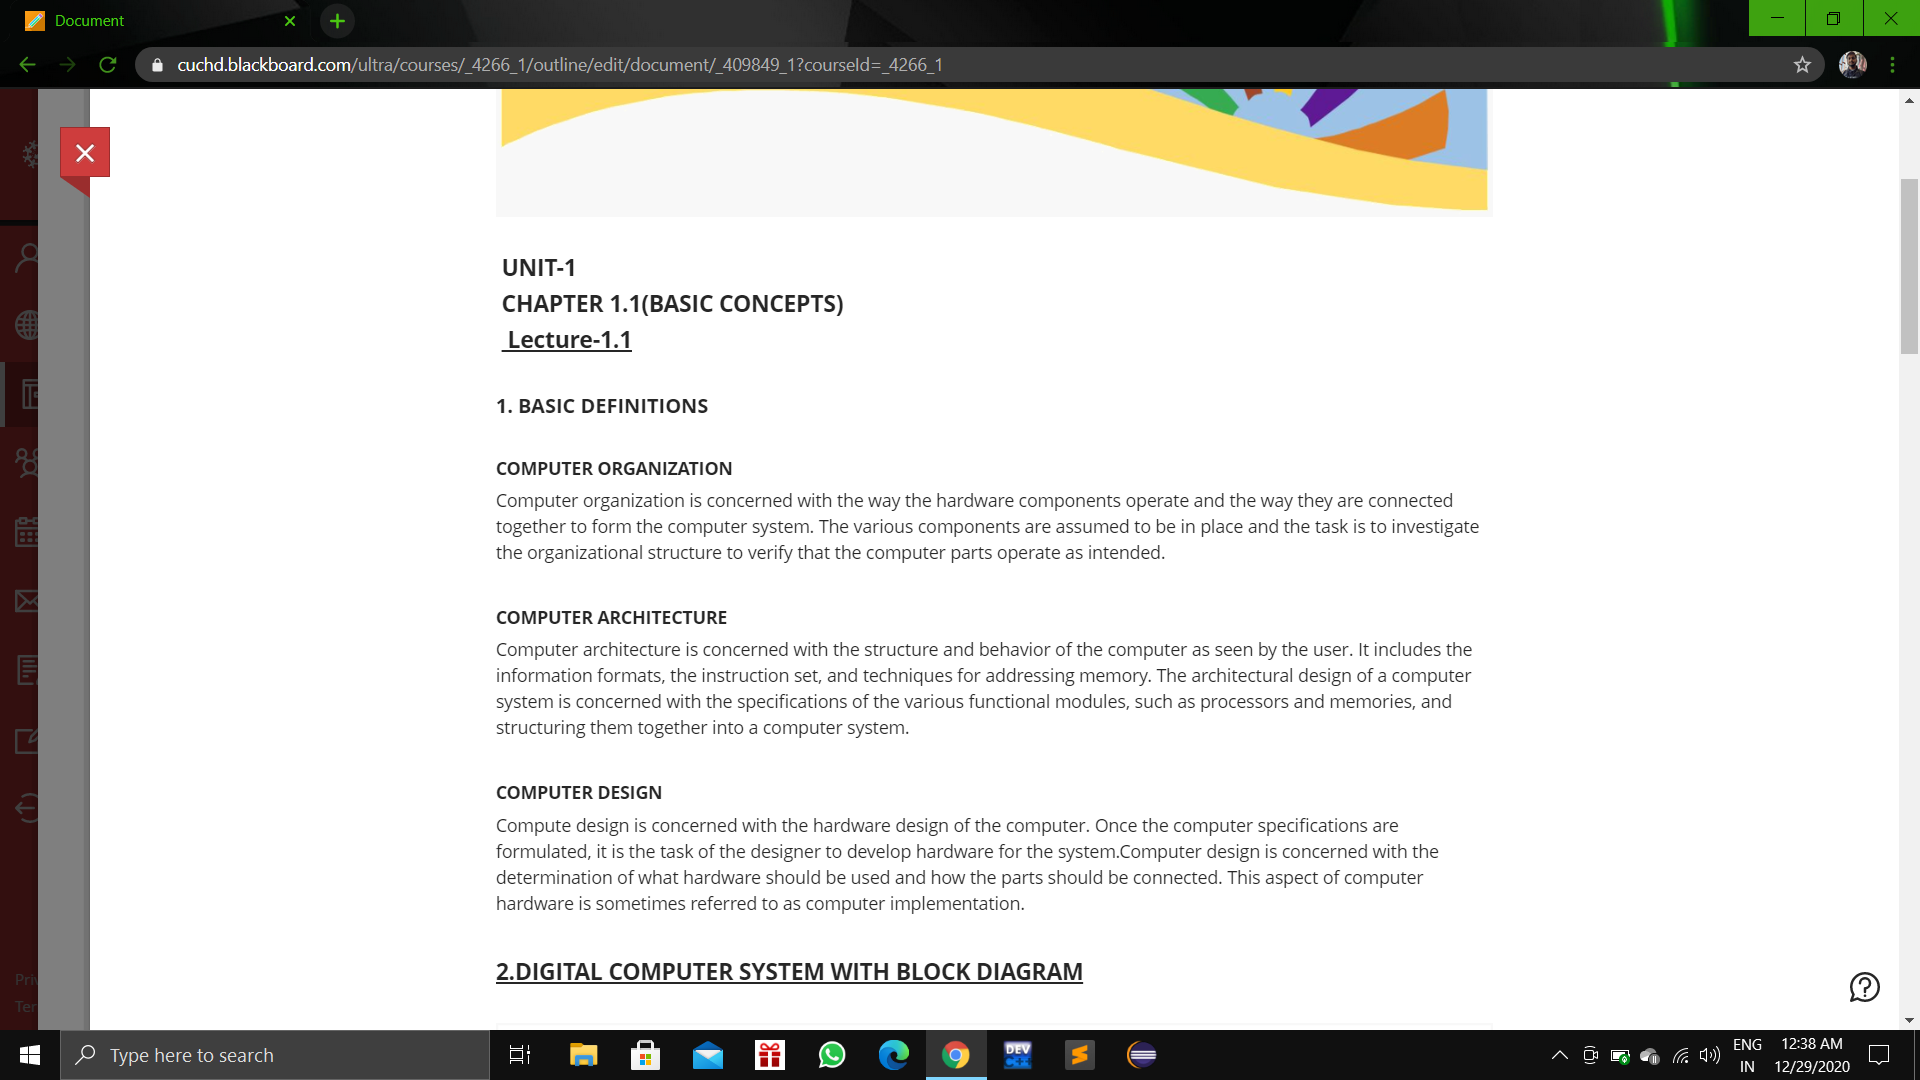 Document
cuchd.blackboard.com/ultra/courses/_4266_1/outline/edit/document/_409849_1?courseId=_4266_1
UNIT-1
CHAPTER 1.1(BASIC CONCEPTS)
Lecture-1.1
1. BASIC DEFINITIONS
COMPUTER ORGANIZATION
Computer organization is concerned with the way the hardware components operate and the way they are connected
together to form the computer system. The various components are assumed to be in place and the task is to investigate
the organizational structure to verify that the computer parts operate as intended.
COMPUTER ARCHITECTURE
Computer architecture is concerned with the structure and behavior of the computer as seen by the user. It includes the
information formats, the instruction set, and techniques for addressing memory. The architectural design of a computer
system is concerned with the specifications of the various functional modules, such as processors and memories, and
structuring them together into a computer system.
COMPUTER DESIGN
Compute design is concerned with the hardware design of the computer. Once the computer specifications are
formulated, it is the task of the designer to develop hardware for the system.Computer design is concerned with the
determination of what hardware should be used and how the parts should be connected. This aspect of computer
hardware is sometimes referred to as computer implementation.
2.DIGITAL COMPUTER SYSTEM WITH BLOCK DIAGRAM
Type here to search
DEV
C++
ENG
IN
12:38 AM
12/29/2020